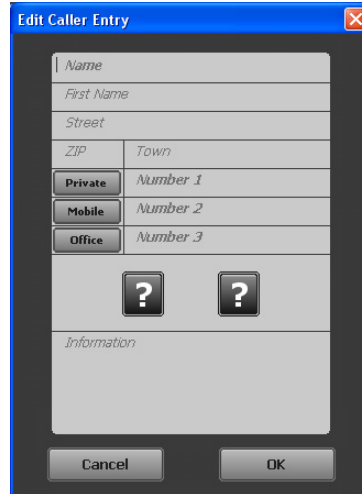 Edit Caller Entry
Name
First Name
Street
ZIP Town
Private Number 1
Mobile Number 2
Office Number 3
? ?
Information
Cancel OK